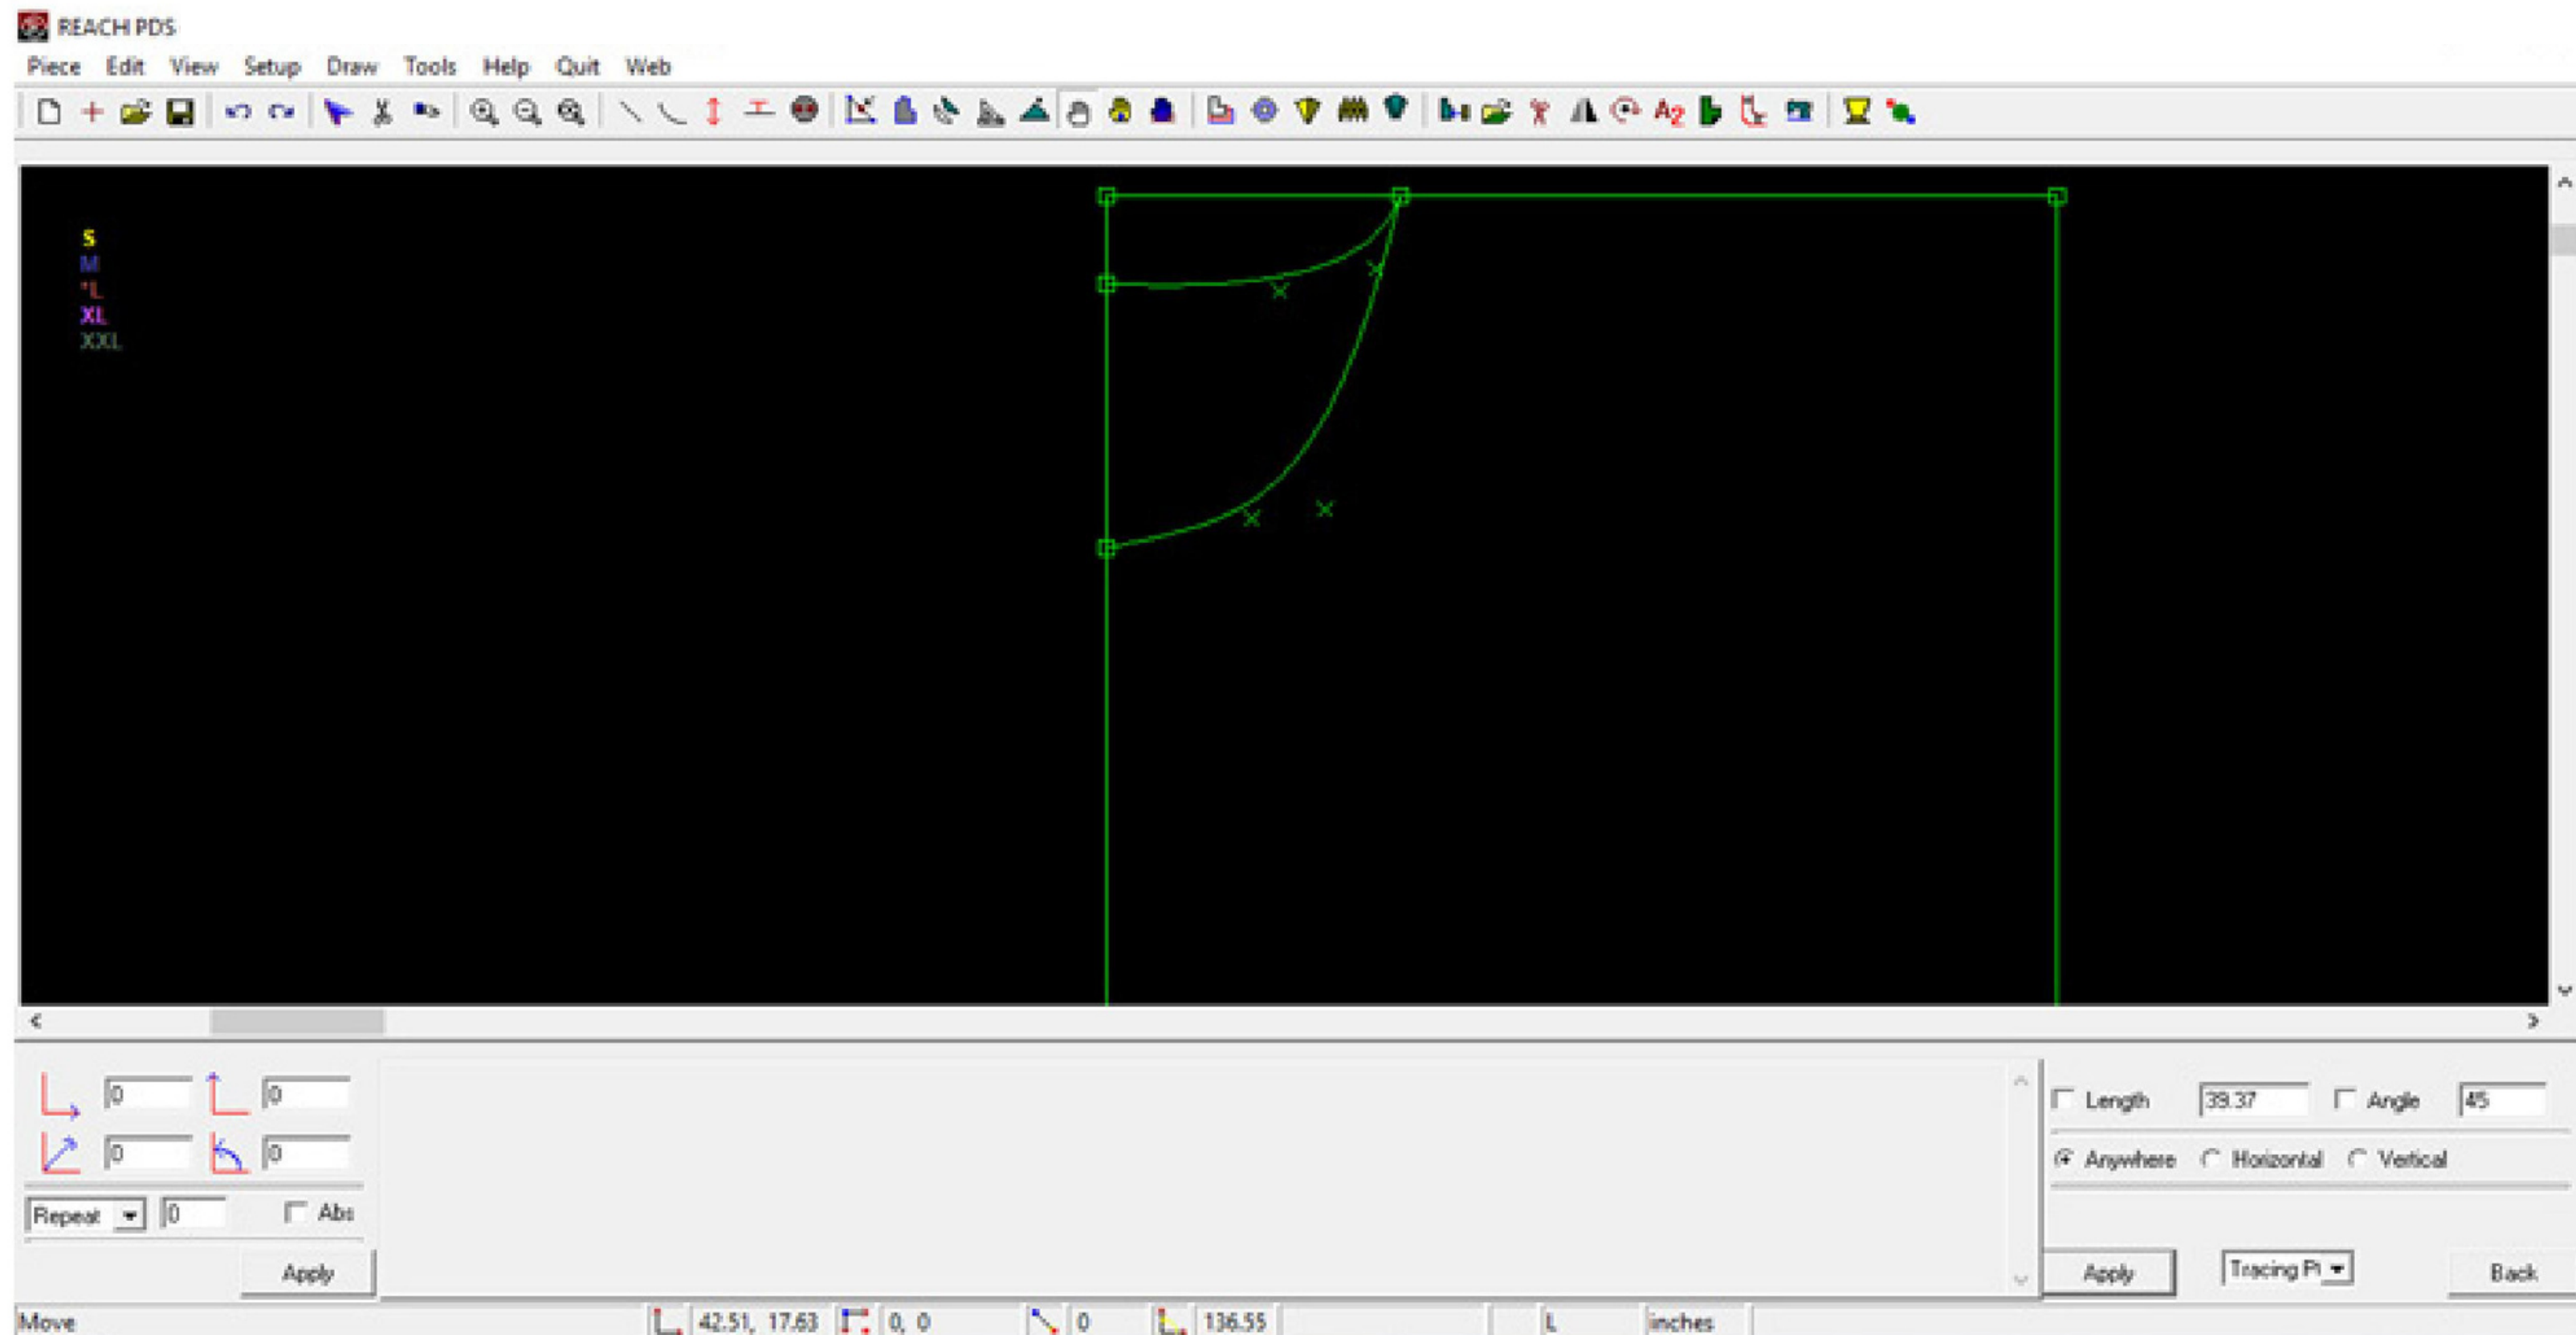 REACH PDS
Piece Edit View Setup Draw Tools Help Quit Web
A2
S
M
*L
XL
XXL
0 0
Length 39.37 Angle 45
0 0
Anywhere Horizontal Vertical
Repeat 0 Abs
Apply
Apply Tracing Pi Back
Move 42.51, 17.63 0, 0 0 136.55 L inches